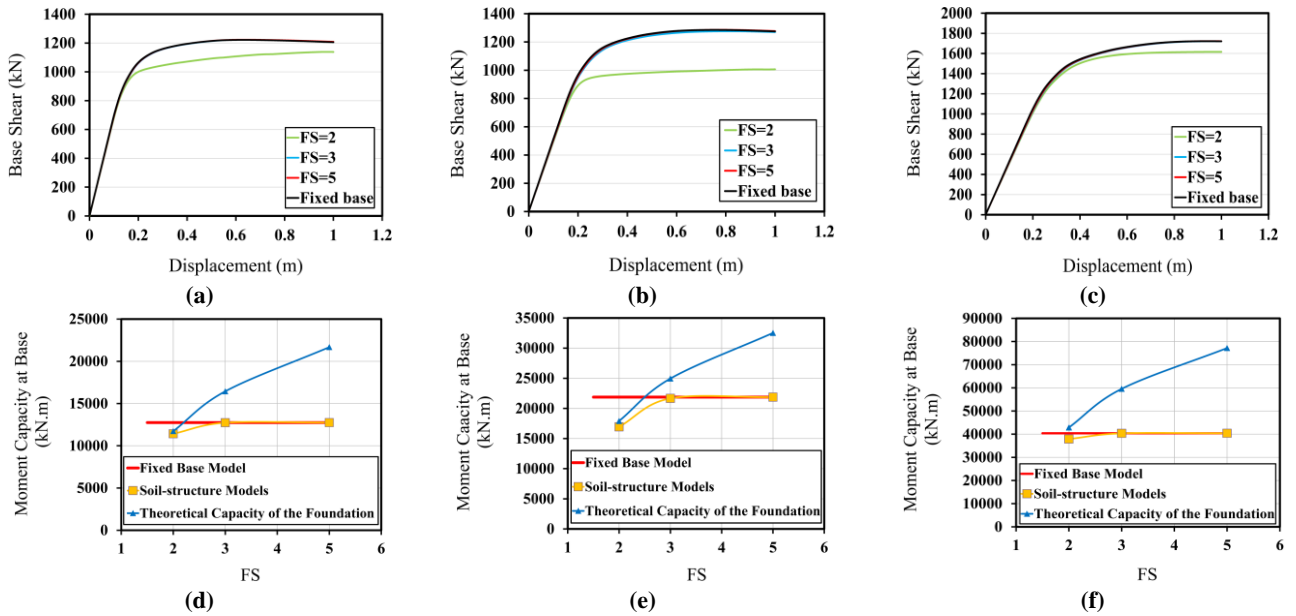 1400
1200
1000
800
600
400
200
0
Base Shear (kN)
FS=2
FS=3
FS=5
Fixed base
0 0.2 0.4 0.6 0.8 1 1.2
Displacement (m)
(a)
1400
1200
1000
800
600
400
200
0
Base Shear (kN)
FS=2
FS=3
FS=5
Fixed base
0 0.2 0.4 0.6 0.8 1 1.2
Displacement (m)
(b)
2000
1800
1600
1400
1200
1000
800
600
400
200
0
Base Shear (kN)
FS=2
FS=3
FS=5
Fixed base
0 0.2 0.4 0.6 0.8 1 1.2
Displacement (m)
(c)
25000
20000
15000
10000
5000
0
Moment Capacity at Base
(kN.m)
Fixed Base Model
Soil-structure Models
Theoretical Capacity of the Foundation
1 2 3 4 5 6
FS
(d)
35000
30000
25000
20000
15000
10000
5000
0
Moment Caacity at Base
(kN.m)
Fixed Base Model
Soil-structure Models
Theoretical Capacity of the Foundation
1 2 3 4 5 6
FS
(e)
90000
80000
70000
60000
50000
40000
30000
20000
10000
0
Moment Capacity at Base
(kN.m)
Fixed Base Model
Soil-structure Models
Theoretical Capacity of the Foundation
1 2 3 4 5 6
FS
(f)